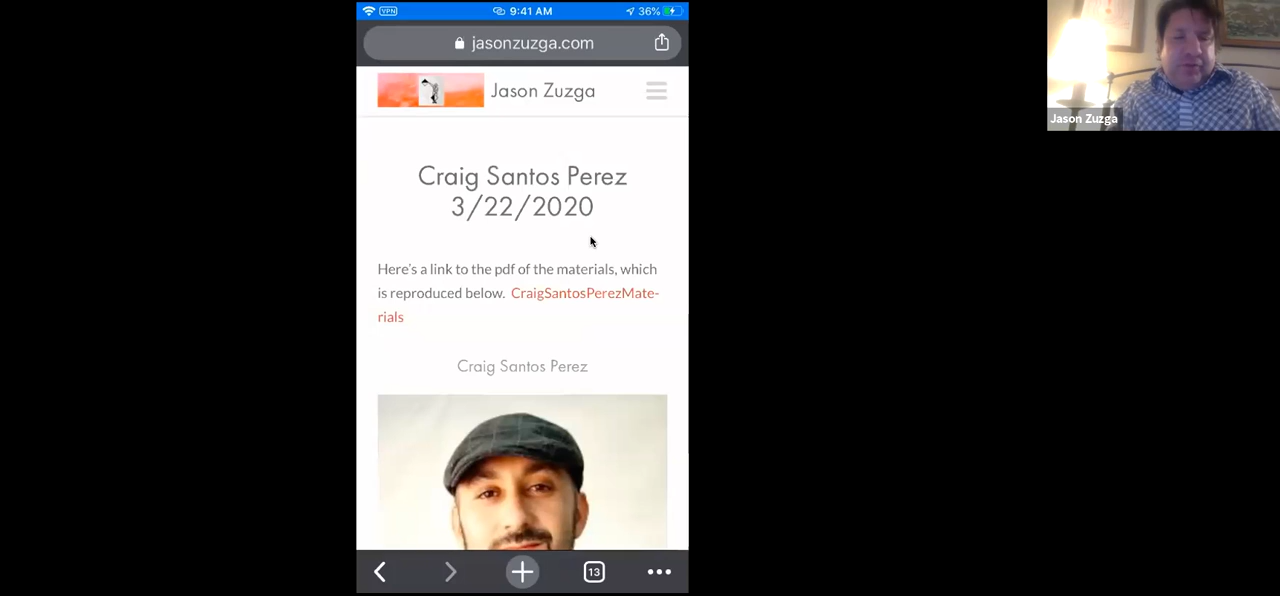 VPN
9:41 AM
36%
jasonzuzga.com
Jason Zuzga
Craig Santos Perez
3/22/2020
Here's a link to the pdf of the materials, which
is reproduced below. CraigSantosPerezMate-
rials
Craig Santos Perez
13
Jason Zuzga